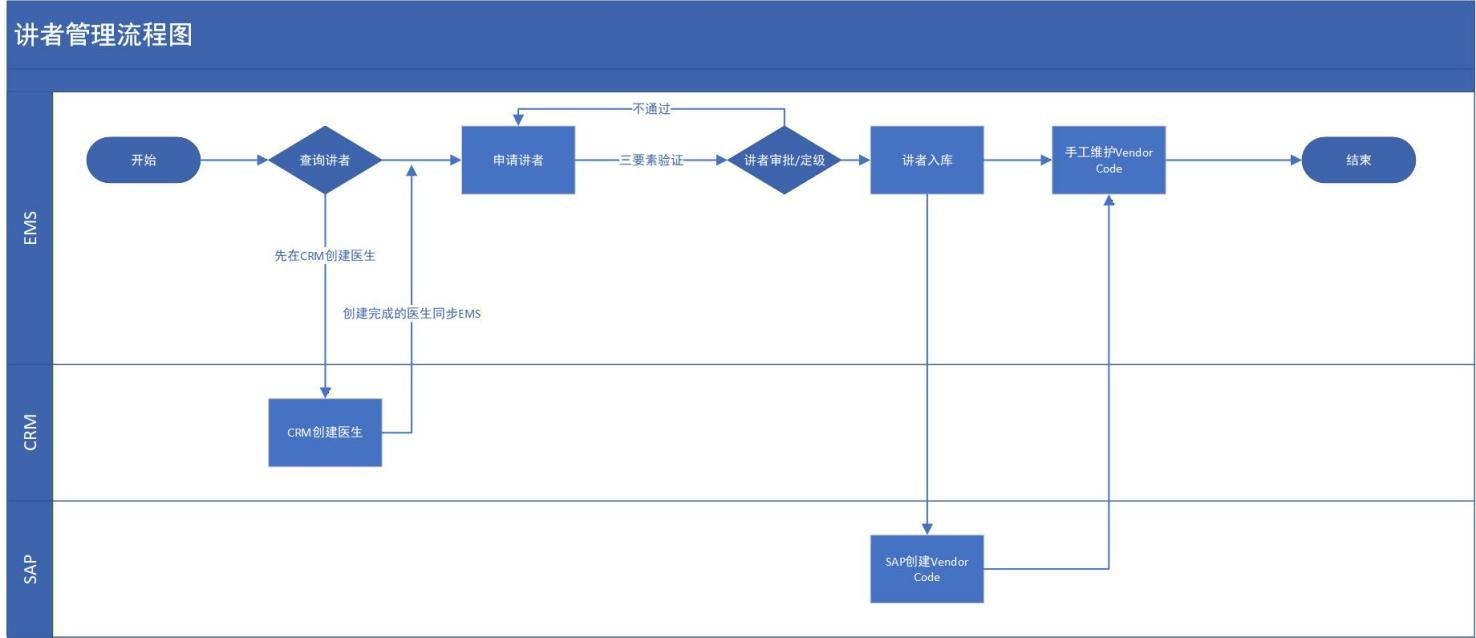 讲者管理流程图
EMS
开始
查询讲者
申请讲者
不通过
三要素验证
讲者审批/定级
讲者入库
手工维护Vendor
Code
结束
先在CRM创建医生
创建完成的医生同步EMS
CRM
CRM创建医生
SAP
SAP创建Vendor
Code